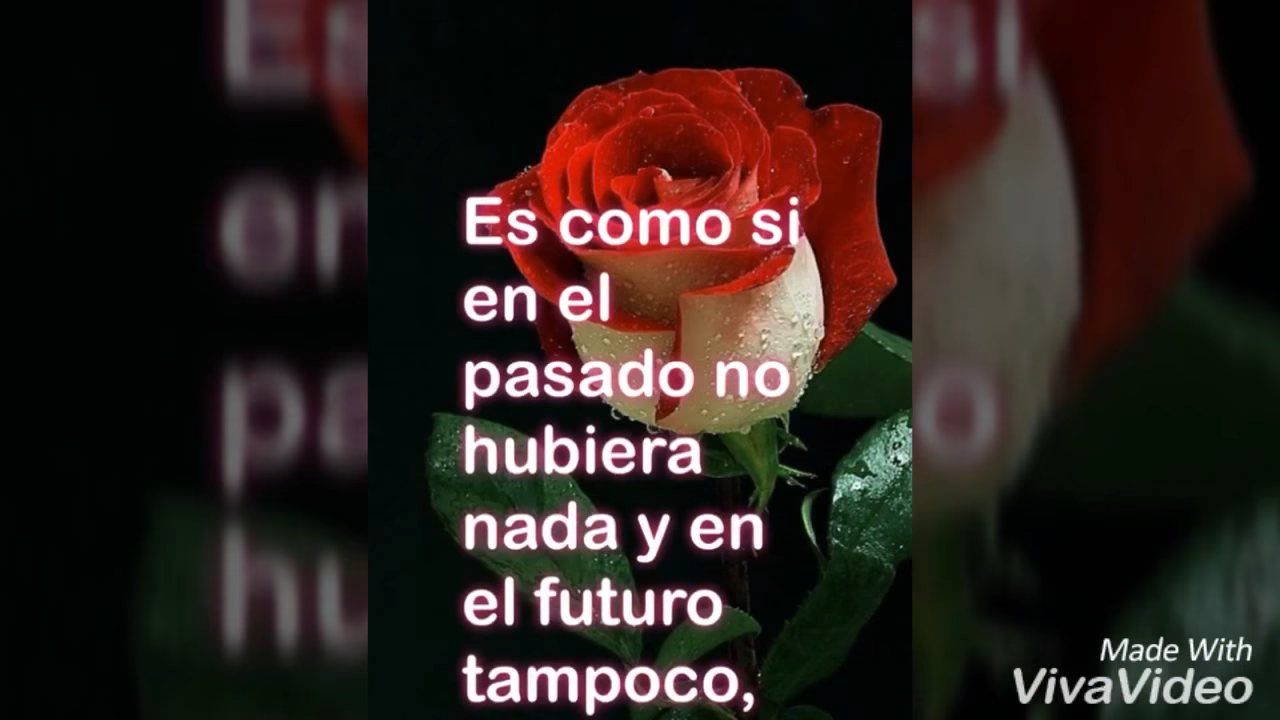 Es como si
en el
pasado no
hubiera
nada y en
el futuro
tampoco,
Made With
VivaVideo